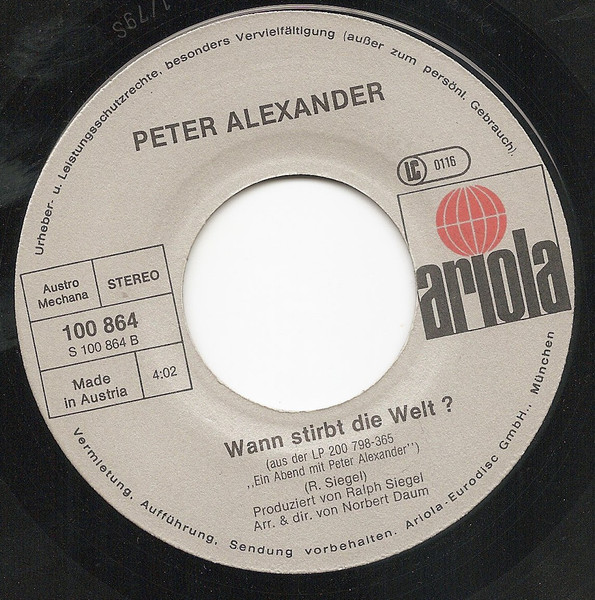 Urheber- u. Leistungsschutzrechte, besonders Vervielfältigung (außer zum persönl. Gebrauch),
PETER ALEXANDER
LC 0116
ariola
Austro Mechana
STEREO
100 864
S 100 864 B
Made in Austria
4:02
Wann stirbt die Welt ?
(aus der LP 200 798-365
„Ein Abend mit Peter Alexander")
(R. Siegel)
Produziert von Ralph Siegel
Arr. & dir. von Norbert Daum
Vermietung, Aufführung, Sendung vorbehalten. Ariola-Eurodisc GmbH., München